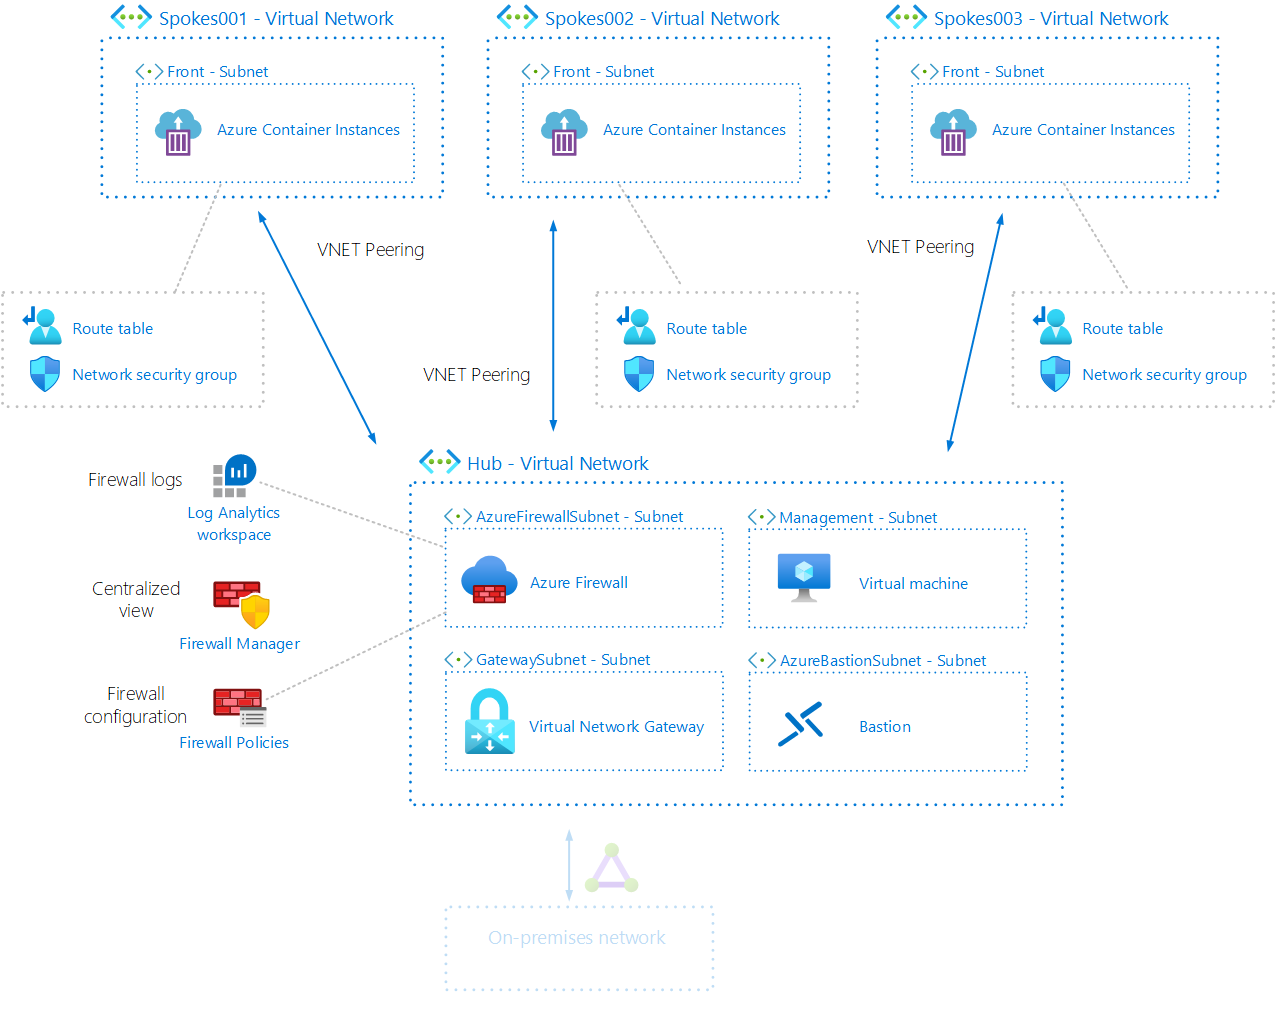 Spokes001 - Virtual Network
Spokes002 - Virtual Network
Spokes003 - Virtual Network
Front - Subnet
Front - Subnet
Front - Subnet
Azure Container Instances
Azure Container Instances
Azure Container Instances
VNET Peering
VNET Peering
Route table
Network security group
Route table
Network security group
Route table
Network security group
VNET Peering
Hub - Virtual Network
Firewall logs
Log Analytics
workspace
Centralized
view
Firewall Manager
Firewall
configuration
Firewall Policies
AzureFirewallSubnet - Subnet
Azure Firewall
Management - Subnet
Virtual machine
GatewaySubnet - Subnet
Virtual Network Gateway
AzureBastionSubnet - Subnet
Bastion
On-premises network